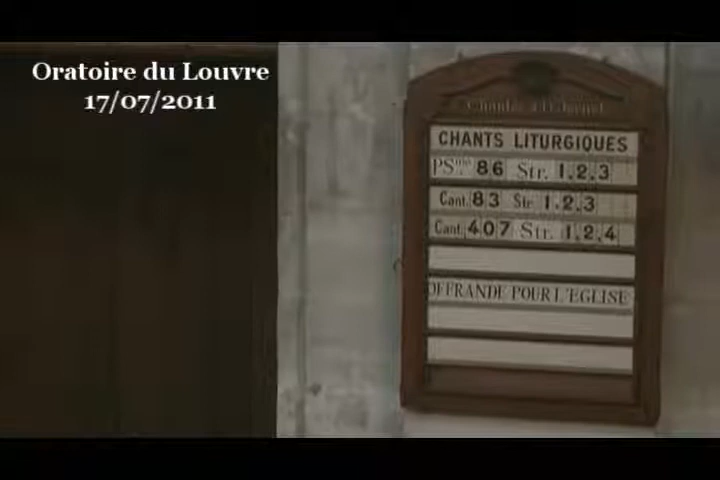 Oratoire du Louvre
17/07/2011
CHANTS LITURGIQUES
PSme 86 Str. 1.2.3
Cant. 83 Str 1.2.3
Cant. 407 Str. 1.2.4
OFFRANDE POUR L'EGLISE